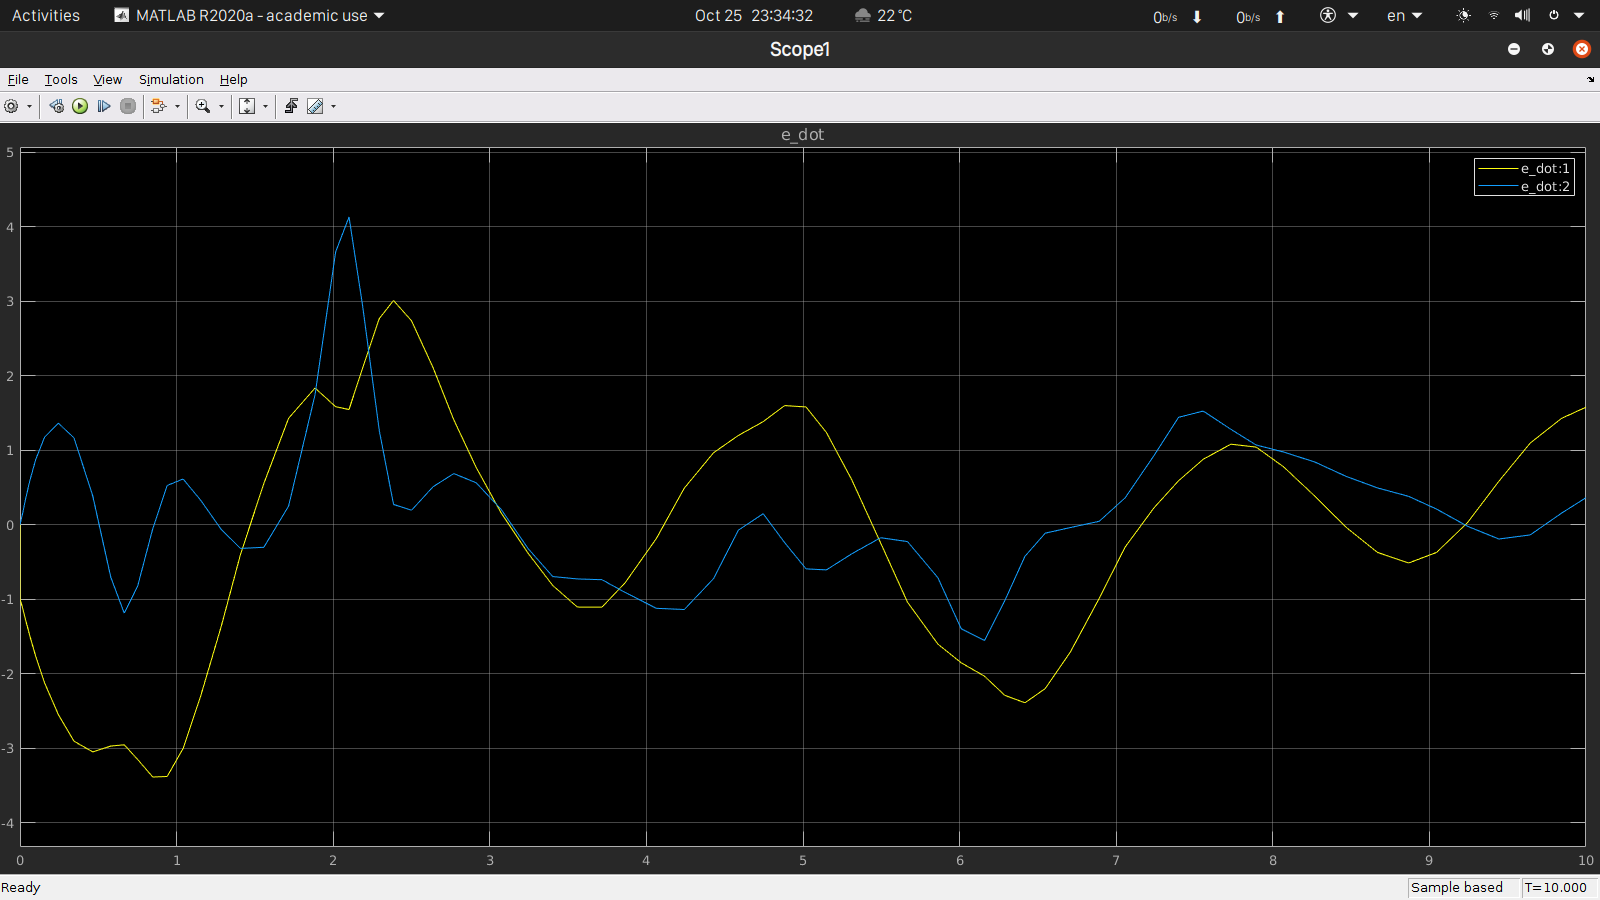 Activities MATLAB R2020a - academic use Oct 25 23:34:32 22 °C 0b/s 0b/s en
Scope1
File Tools View Simulation Help
e_dot
e_dot:1
e_dot:2
5
4
3
2
1
0
-1
-2
-3
-4
0 1 2 3 4 5 6 7 8 9 10
Ready Sample based T=10.000